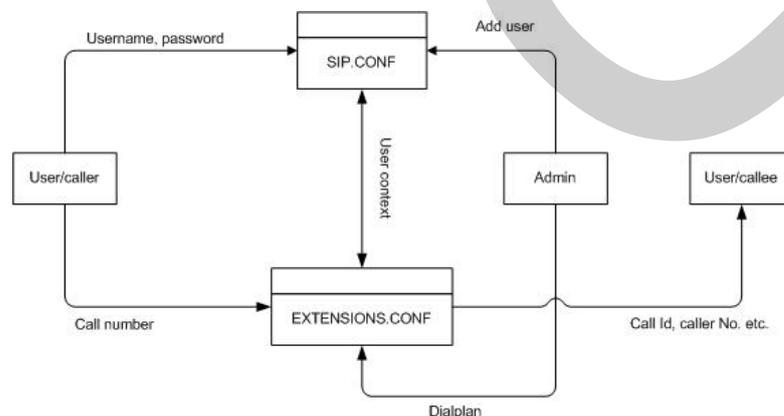 Username, password
Add user
SIP.CONF
User/caller
User context
Admin
User/callee
EXTENSIONS.CONF
Call number
Call Id, caller No. etc.
Dialplan